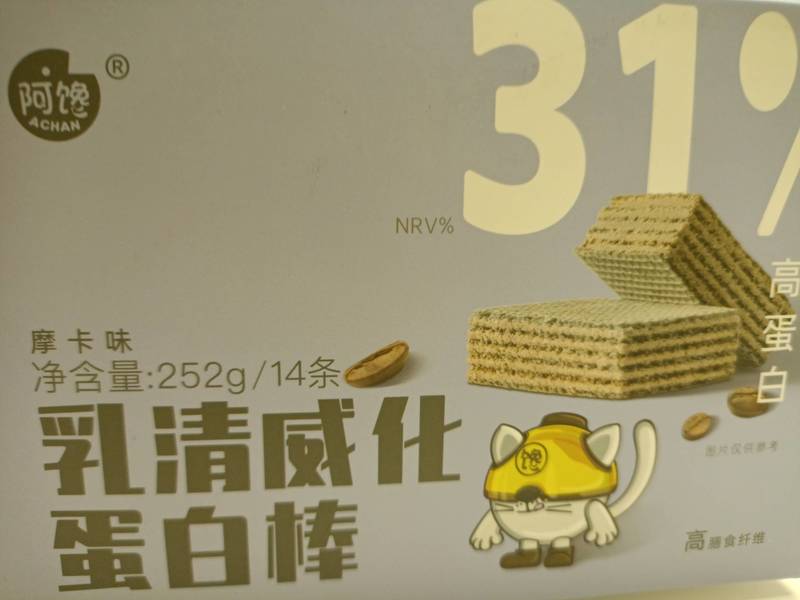 阿馋
ACHAN
®
31%
NRV%
高蛋白
摩卡味
净含量:252g/14条
乳清威化
蛋白棒
馋
图片仅供参考
高膳食纤维